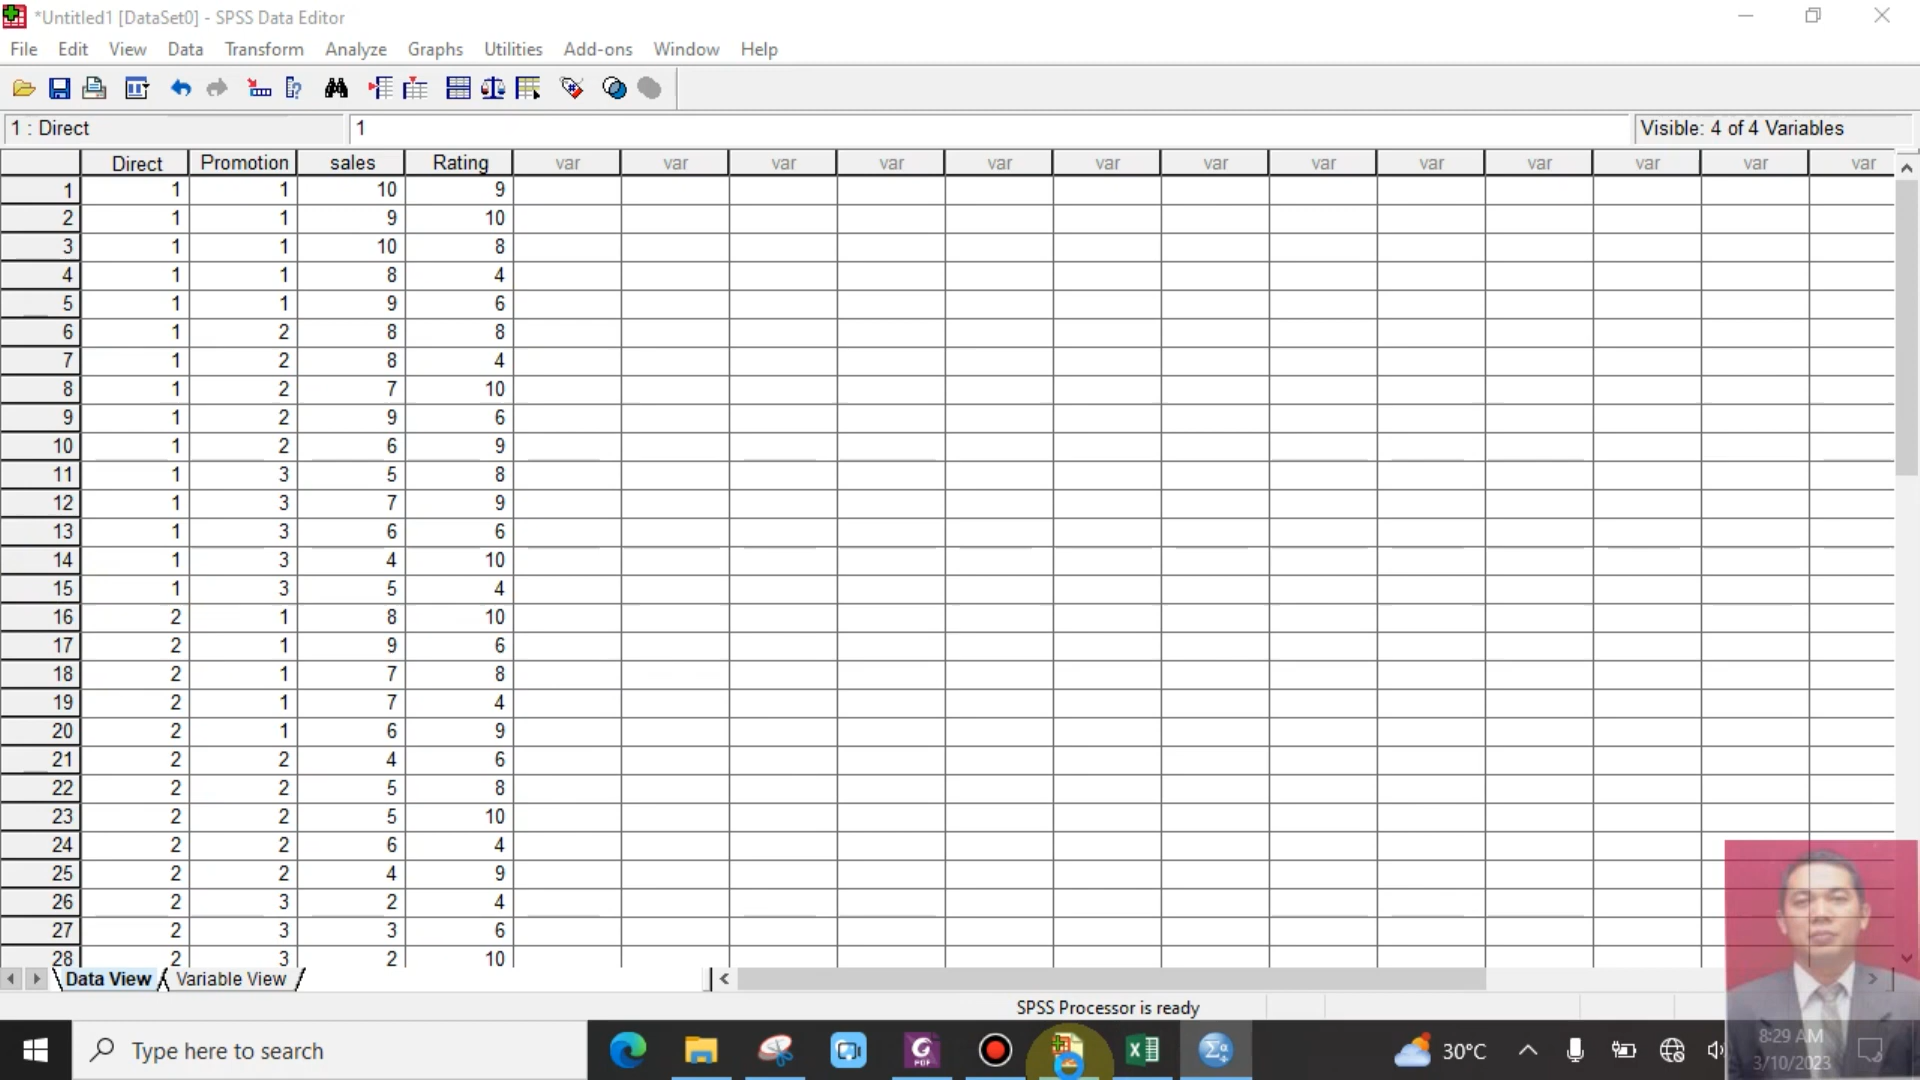 *Untitled1 [DataSet0] - SPSS Data Editor
File Edit View Data Transform Analyze Graphs Utilities Add-ons Window Help
1 : Direct 1 Visible: 4 of 4 Variables
Direct Promotion sales Rating var var var var var var var var var var var var var
1 1 1 10 9
2 1 1 9 10
3 1 1 10 8
4 1 1 8 4
5 1 1 9 6
6 1 2 8 8
7 1 2 8 4
8 1 2 7 10
9 1 2 9 6
10 1 2 6 9
11 1 3 5 8
12 1 3 7 9
13 1 3 6 6
14 1 3 4 10
15 1 3 5 4
16 2 1 8 10
17 2 1 9 6
18 2 1 7 8
19 2 1 7 4
20 2 1 6 9
21 2 2 4 6
22 2 2 5 8
23 2 2 5 10
24 2 2 6 4
25 2 2 4 9
26 2 3 2 4
27 2 3 3 6
28 2 3 2 10
Data View Variable View
SPSS Processor is ready
Type here to search
PDF
30°C
8:29 AM
3/10/2023